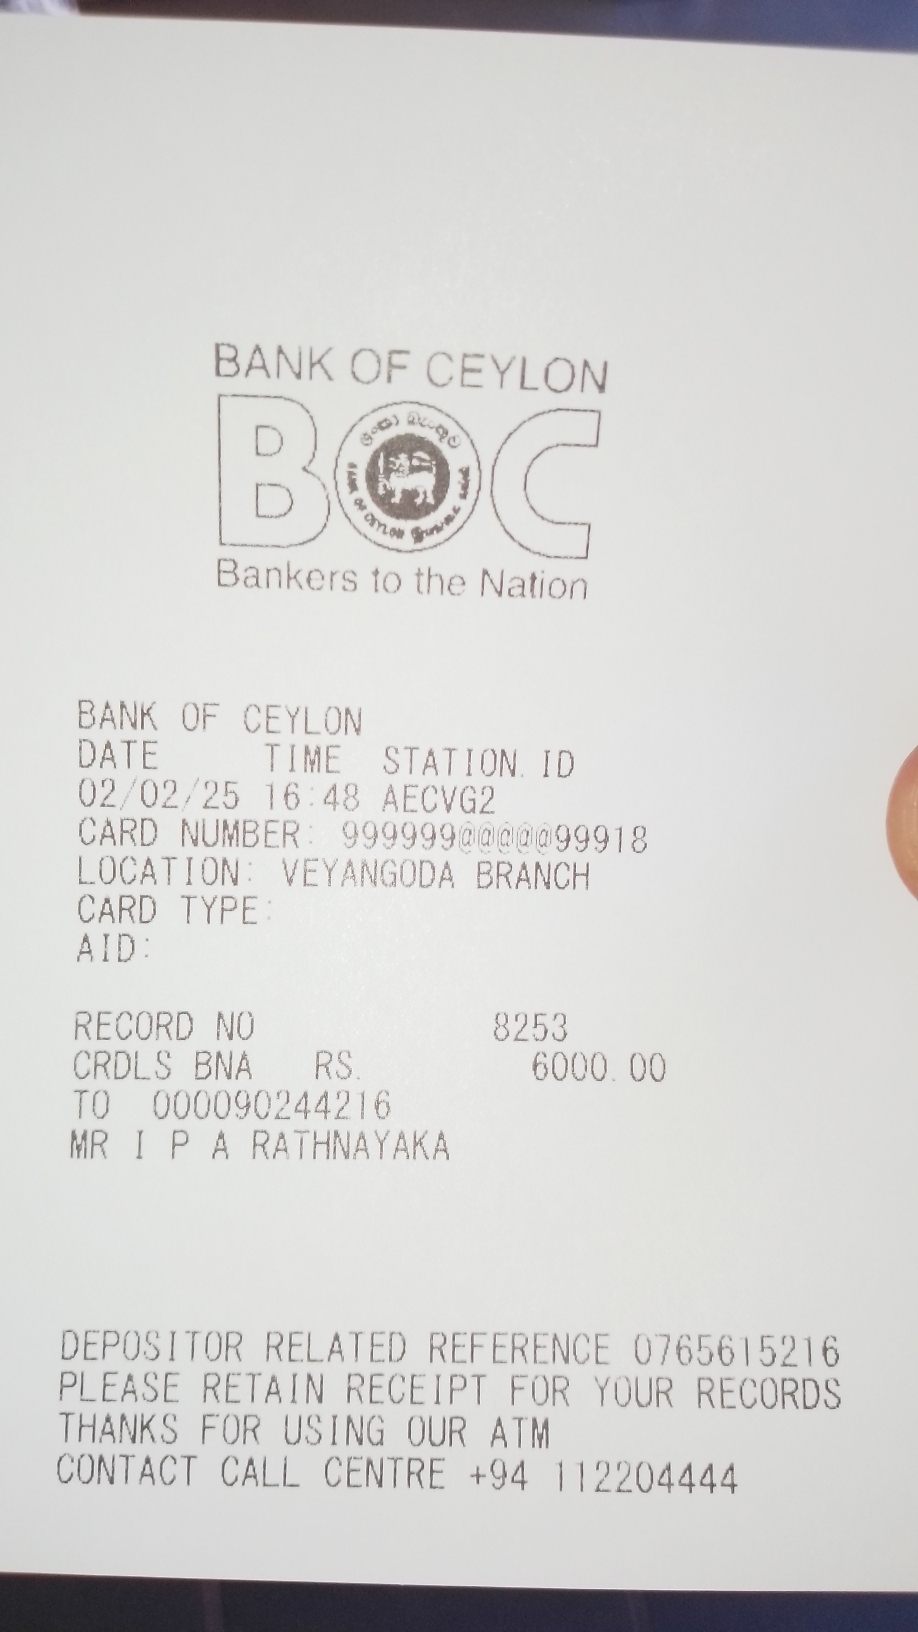 BANK OF CEYLON
BOC
Bankers to the Nation
BANK OF CEYLON
DATE TIME STATION.ID
02/02/25 16:48 AECVG2
CARD NUMBER: 999999@@@@@99918
LOCATION: VEYANGODA BRANCH
CARD TYPE:
AID:
RECORD NO 8253
CRDLS BNA RS. 6000.00
TO 000090244216
MR I P A RATHNAYAKA
DEPOSITOR RELATED REFERENCE 0765615216
PLEASE RETAIN RECEIPT FOR YOUR RECORDS
THANKS FOR USING OUR ATM
CONTACT CALL CENTRE +94 112204444